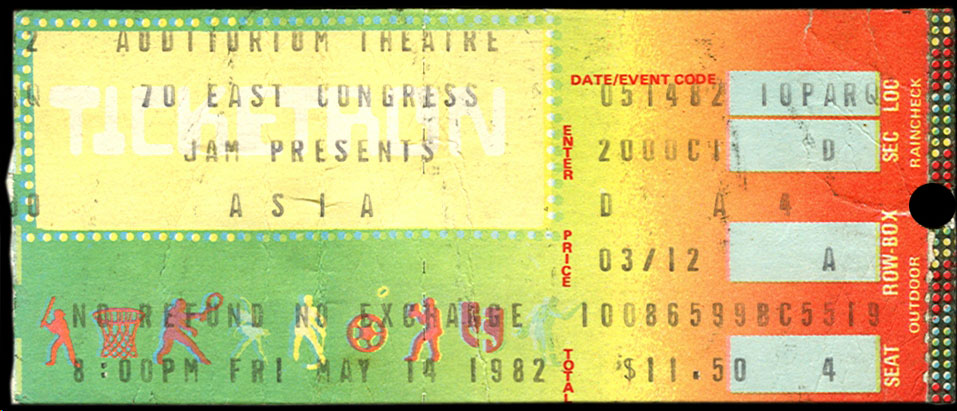 AUDITORIUM THEATRE
70 EAST CONGRESS
TICKETRON
JAM PRESENTS
ASIA
NO REFUND NO EXCHANGE
8:00PM FRI MAY 14 1982
DATE/EVENT CODE
051482 10PARQ
ENTER
D
D A 4
PRICE
03/12 A
10086599BC5519
TOTAL
$11.50 4
LOC
SEC
ROW-BOX
SEAT
RAINCHECK
OUTDOOR